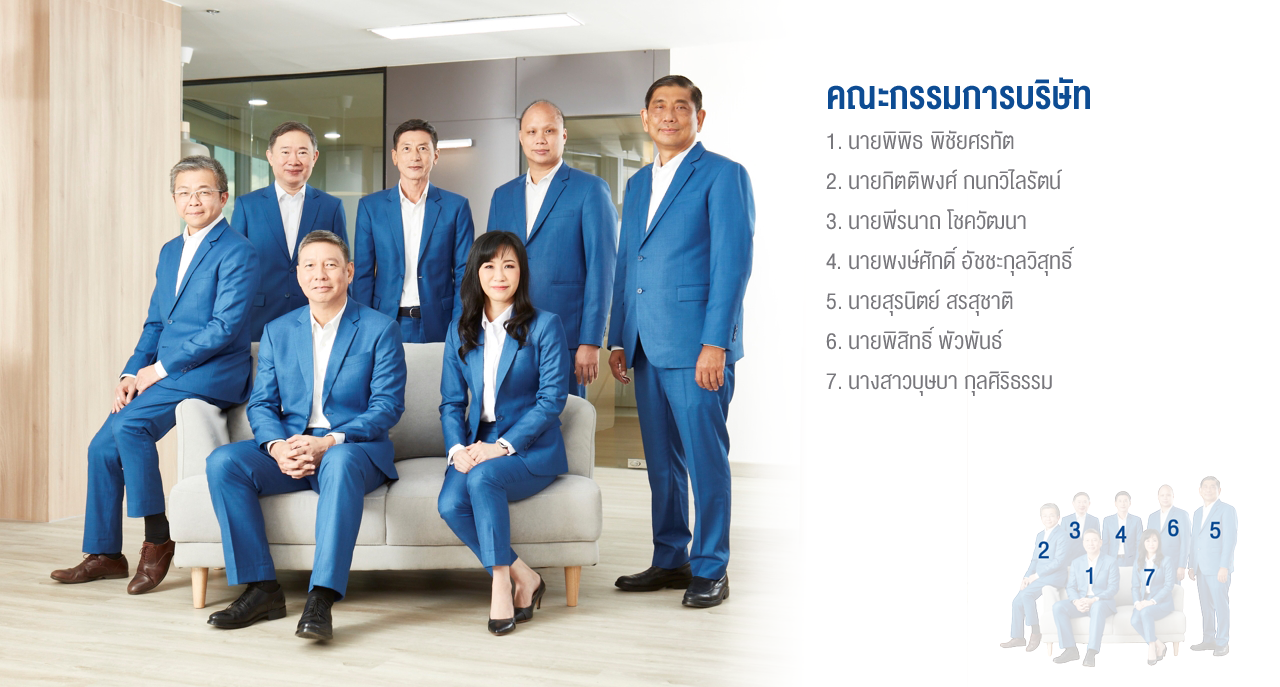 คณะกรรมการบริษัท
1. นายพิพิธ พิชัยศรทัต
2. นายกิตติพงศ์ กนกวิไลรัตน์
3. นายพีรนาถ โชควัฒนา
4. นายพงษ์ศักดิ์ อัชชะกุลวิสุทธิ์
5. นายสุรนิตย์ สรสุชาติ
6. นายพิสิทธิ์ พัวพันธ์
7. นางสาวบุษบา กุลศิริธรรม
2 3 4 6 5
1 7